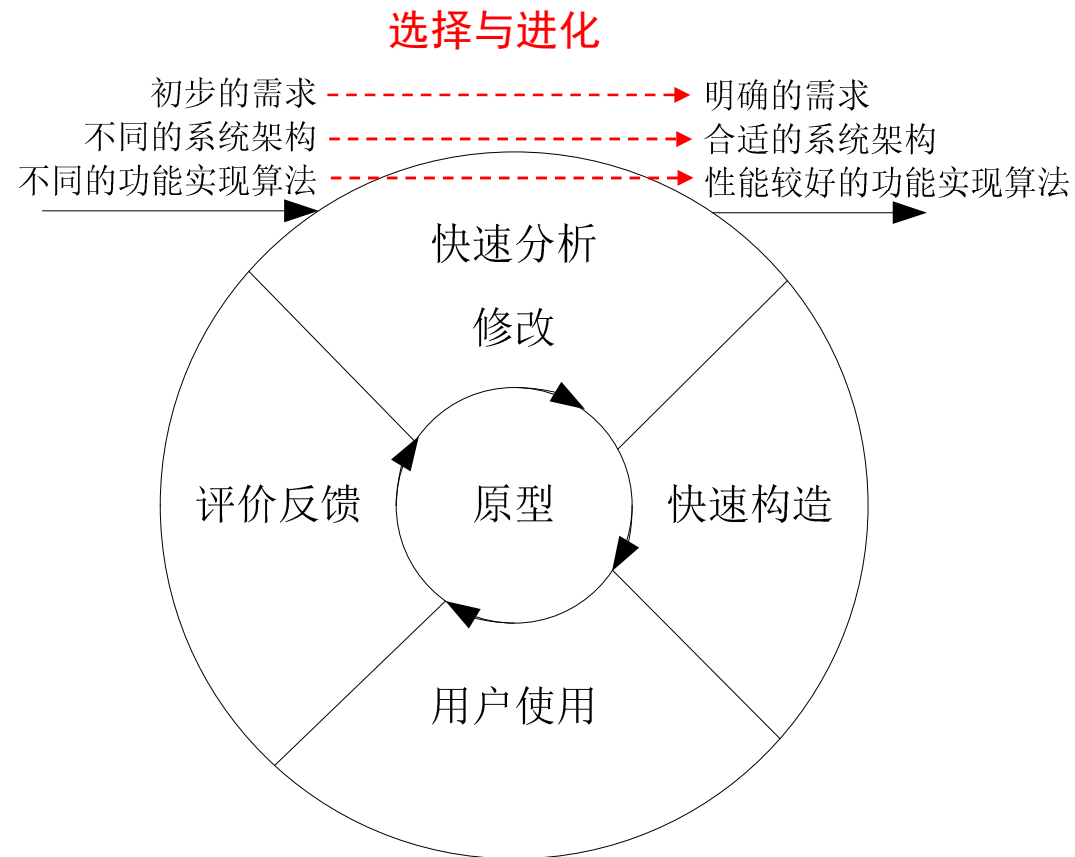 选择与进化
初步的需求
明确的需求
不同的系统架构
合适的系统架构
不同的功能实现算法
性能较好的功能实现算法
快速分析
修改
评价反馈
原型
快速构造
用户使用